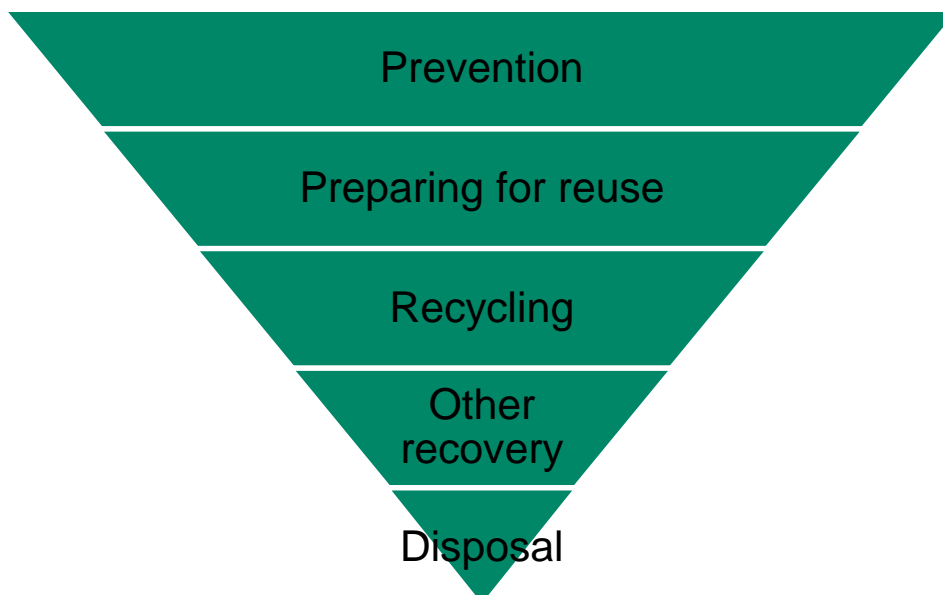 Prevention
Preparing for reuse
Recycling
Other
recovery
Disposal